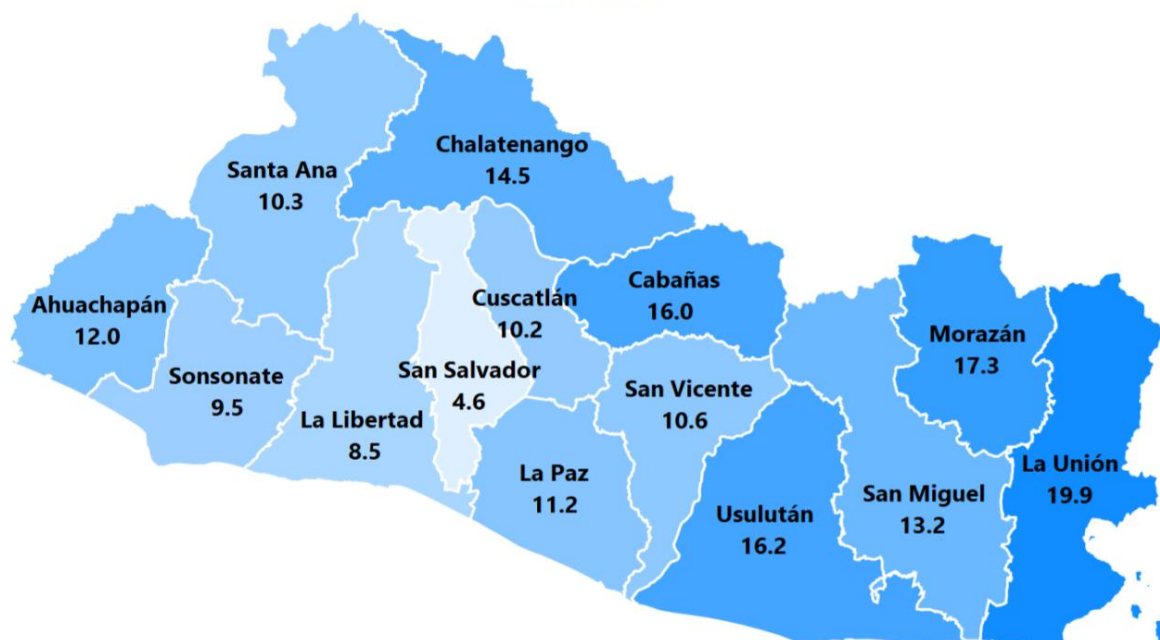 Chalatenango
14.5
Santa Ana
10.3
Cabañas
16.0
Ahuachapán
12.0
Cuscatlán
10.2
Morazán
17.3
Sonsonate
9.5
San Salvador
4.6
San Vicente
10.6
La Libertad
8.5
La Unión
19.9
La Paz
11.2
San Miguel
13.2
Usulután
16.2